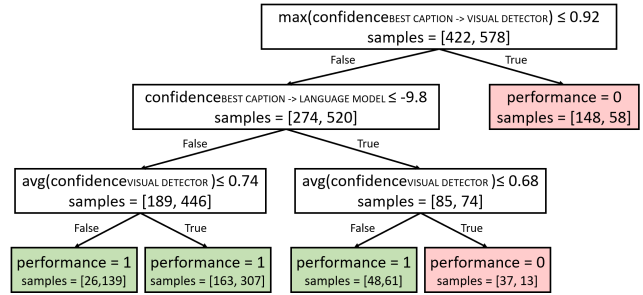 max(confidenceBEST CAPTION -> VISUAL DETECTOR) ≤ 0.92
samples = [422, 578]
False
True
confidenceBEST CAPTION -> LANGUAGE MODEL ≤ -9.8
samples = [274, 520]
performance = 0
samples = [148, 58]
False
True
avg(confidenceVISUAL DETECTOR )≤ 0.74
samples = [189, 446]
avg(confidenceVISUAL DETECTOR )≤ 0.68
samples = [85, 74]
False
True
False
True
performance = 1
samples = [26,139]
performance = 1
samples = [163, 307]
performance = 1
samples = [48,61]
performance = 0
samples = [37, 13]